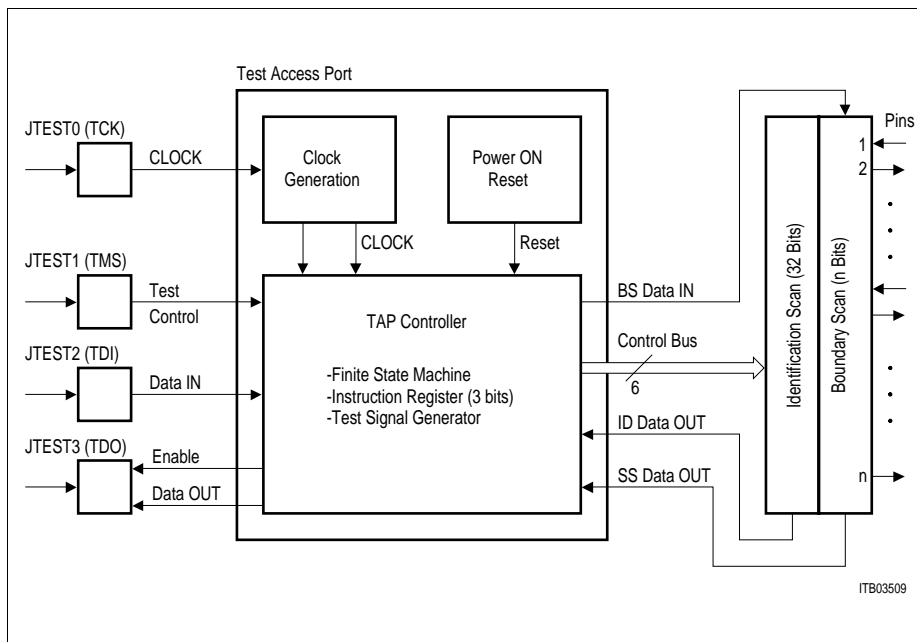 Test Access Port
JTEST0 (TCK)
CLOCK
Clock
Generation
Power ON
Reset
CLOCK
Reset
JTEST1 (TMS)
Test
Control
JTEST2 (TDI)
Data IN
JTEST3 (TDO)
Enable
Data OUT
TAP Controller
-Finite State Machine
-Instruction Register (3 bits)
-Test Signal Generator
BS Data IN
Control Bus
6
ID Data OUT
SS Data OUT
Identification Scan (32 Bits)
Boundary Scan (n Bits)
Pins
1
2
n
ITB03509